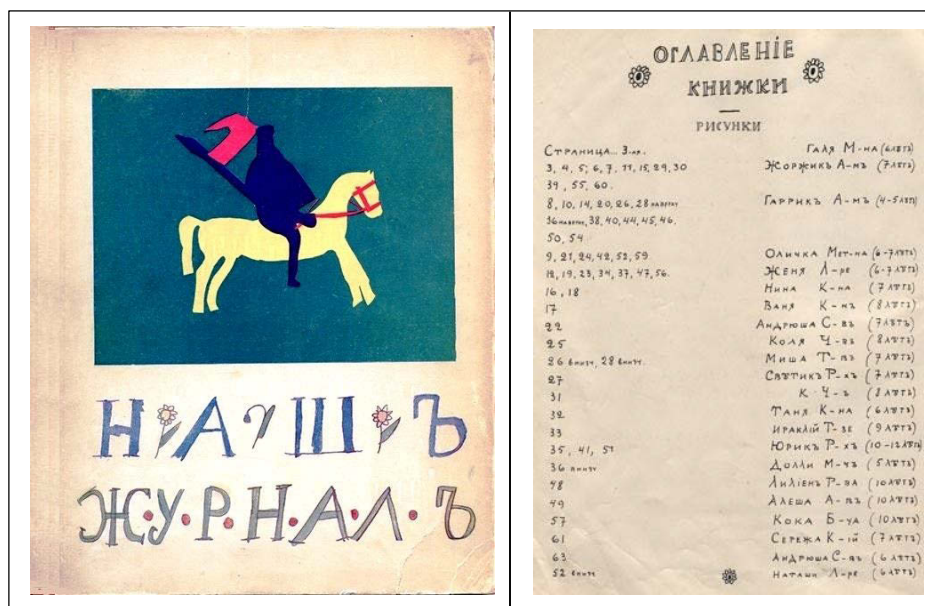 НАШЪ
ЖУРНАЛЪ
ОГЛАВЛЕНІЕ
КНИЖКИ
РИСУНКИ
СТРАНИЦА... 3-ья. ГАЛЯ М-НА (6 ЛѢТЪ)
3, 4, 5, 6, 7, 11, 15, 29, 30 ЖОРЖИКЪ А-МЪ (7 ЛѢТЪ)
39, 55, 60.
8, 10, 14, 20, 26, 28 ГАРРИКЪ А-МЪ (4-5 ЛѢТЪ)
38, 40, 44, 45, 46.
50, 54
9, 21, 24, 42, 52, 59 ОЛИЧКА МЕТ-НА (6-7 ЛѢТЪ)
12, 19, 23, 34, 37, 47, 56. ЖЕНЯ Л-РЕ (6-7 ЛѢТЪ)
16, 18 НИНА К-НА (7 ЛѢТЪ)
17 ВАНЯ К-НЪ (8 ЛѢТЪ)
22 АНДРЮША С-ВЪ (7 ЛѢТЪ)
25 КОЛЯ Ч-ВЪ (8 ЛѢТЪ)
26 ВНИЗУ, 28 ВНИЗУ. МИША Т-ВЪ (7 ЛѢТЪ)
27 СВѢТИКЪ Р-ХЪ (7 ЛѢТЪ)
31 К Ч-Ъ (8 ЛѢТЪ)
32 ТАНЯ К-НА (6 ЛѢТЪ)
33 ИРАКЛІЙ Т-ЗЕ (9 ЛѢТЪ)
35, 41, 51 ЮРИКЪ Р-ХЪ (10-12 ЛѢТЪ)
36 ВНИЗУ ДОЛЛИ М-ЧЪ (5 ЛѢТЪ)
48 ЛИЛІЕНЪ Р-ВА (10 ЛѢТЪ)
49 АЛЕША А-ВЪ (10 ЛѢТЪ)
57 КОКА Б-ЧА (10 ЛѢТЪ)
61 СЕРЕЖА К-ІЙ (7 ЛѢТЪ)
63 АНДРЮША С-ВЪ (6 ЛѢТЪ)
52 ВНИЗУ НАТАШИ Л-РЕ (6 ЛѢТЪ)